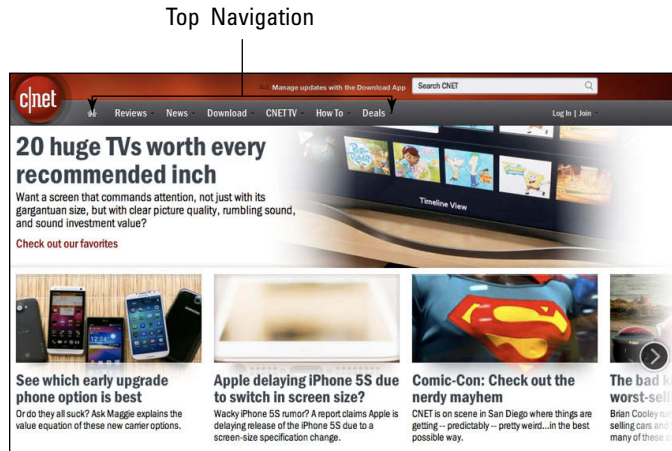 Top Navigation
c|net
Ad: Manage updates with the Download App
Search CNET
Reviews News Download CNET TV How To Deals
Log In | Join
20 huge TVs worth every
recommended inch
Want a screen that commands attention, not just with its
gargantuan size, but with clear picture quality, rumbling sound,
and sound investment value?
Check out our favorites
Timeline View
See which early upgrade
phone option is best
Or do they all suck? Ask Maggie explains the
value equation of these new carrier options.
Apple delaying iPhone 5S due
to switch in screen size?
Wacky iPhone 5S rumor? A report claims Apple is
delaying release of the iPhone 5S due to a
screen-size specification change.
Comic-Con: Check out the
nerdy mayhem
CNET is on scene in San Diego where things are
getting -- predictably -- pretty weird...in the best
possible way.
The bad
worst-sell
Brian Cooley
selling cars and
many of these